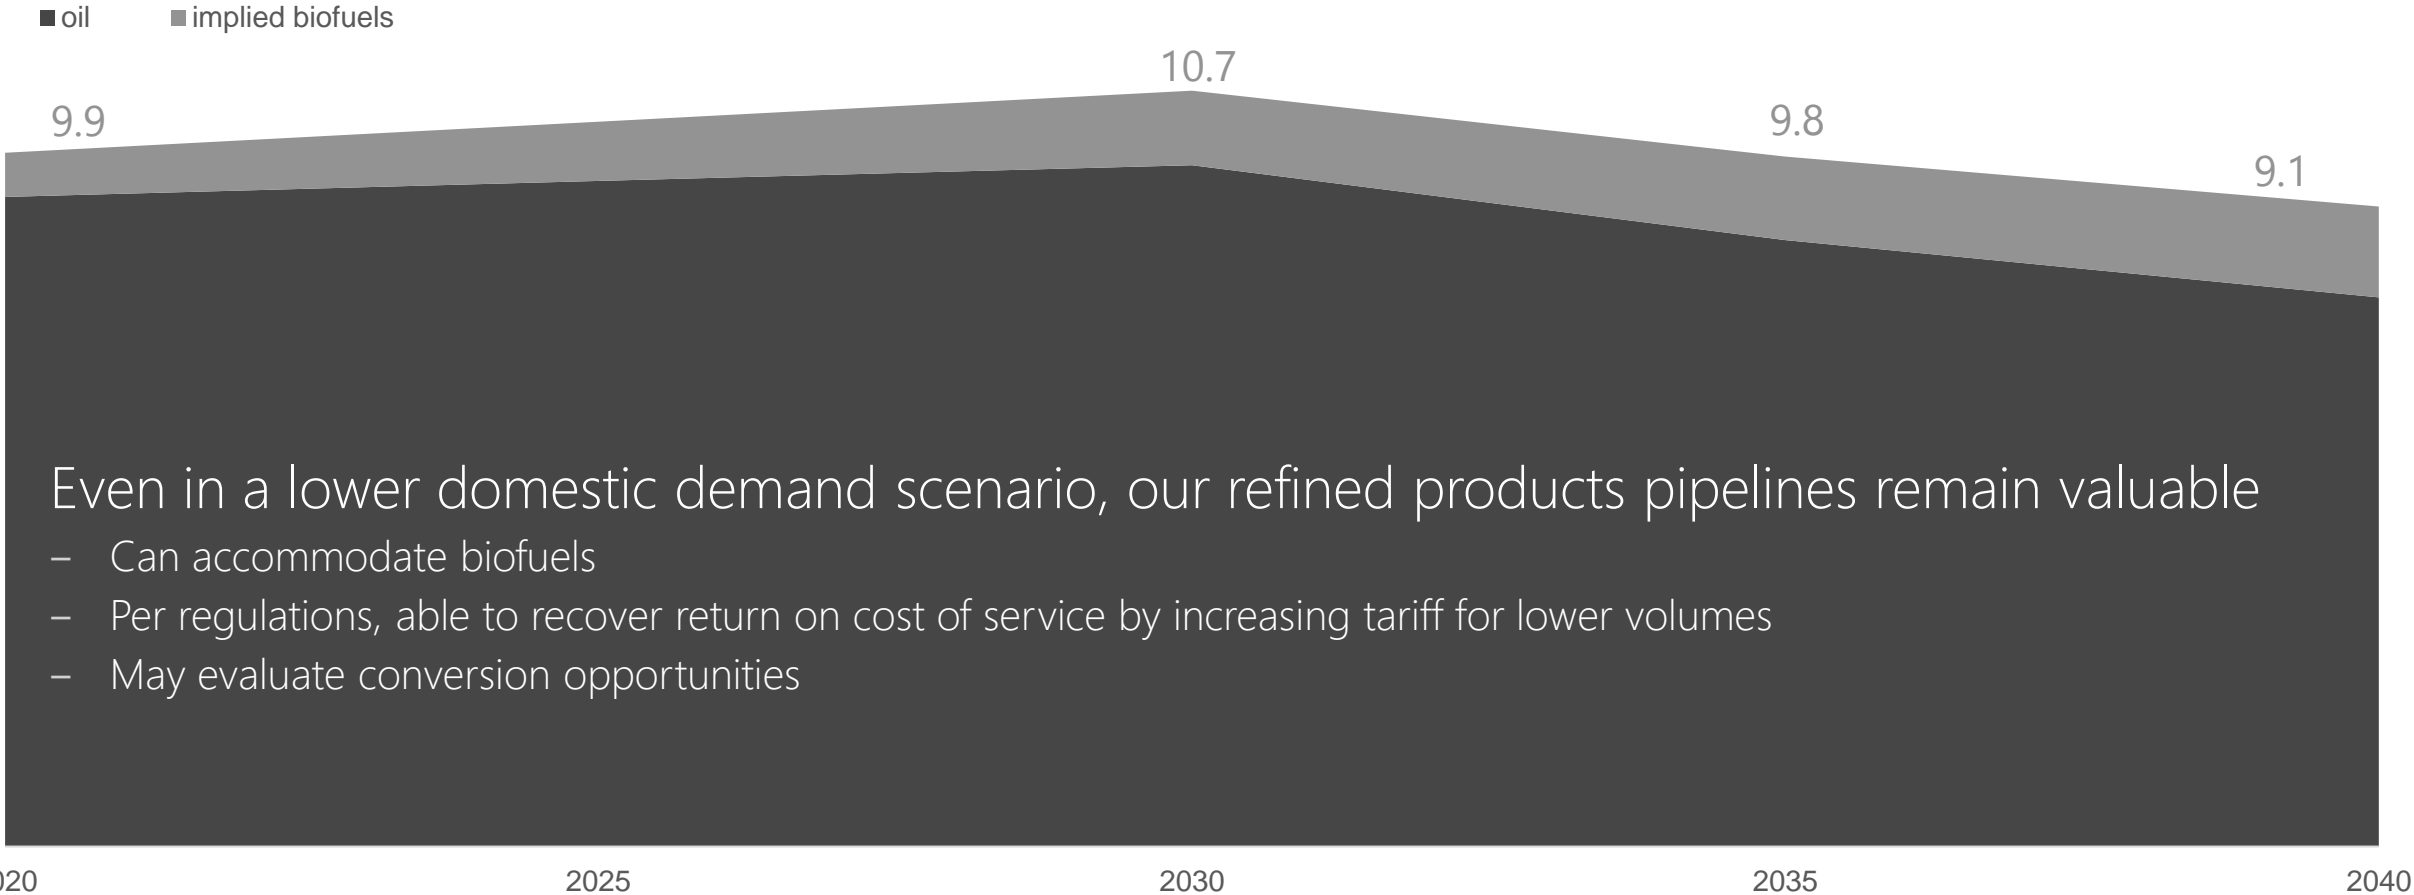 oil implied biofuels
10.7
9.9
9.8
9.1
Even in a lower domestic demand scenario, our refined products pipelines remain valuable
– Can accommodate biofuels
– Per regulations, able to recover return on cost of service by increasing tariff for lower volumes
– May evaluate conversion opportunities
020 2025 2030 2035 2040